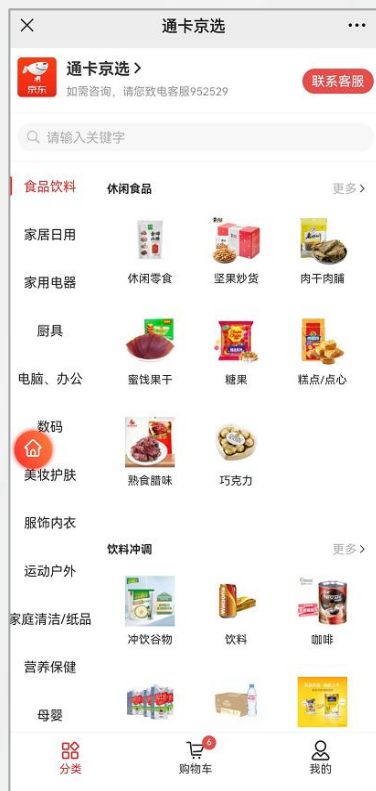 通卡京选
京东
通卡京选
如需咨询，请您致电客服952529
联系客服
请输入关键字
食品饮料
家居日用
家用电器
厨具
电脑、办公
数码
美妆护肤
服饰内衣
运动户外
家庭清洁/纸品
营养保健
母婴
休闲食品
更多
休闲零食
坚果炒货
肉干肉脯
蜜饯果干
糖果
糕点/点心
熟食腊味
巧克力
饮料冲调
更多
冲饮谷物
饮料
咖啡
分类
6
购物车
我的